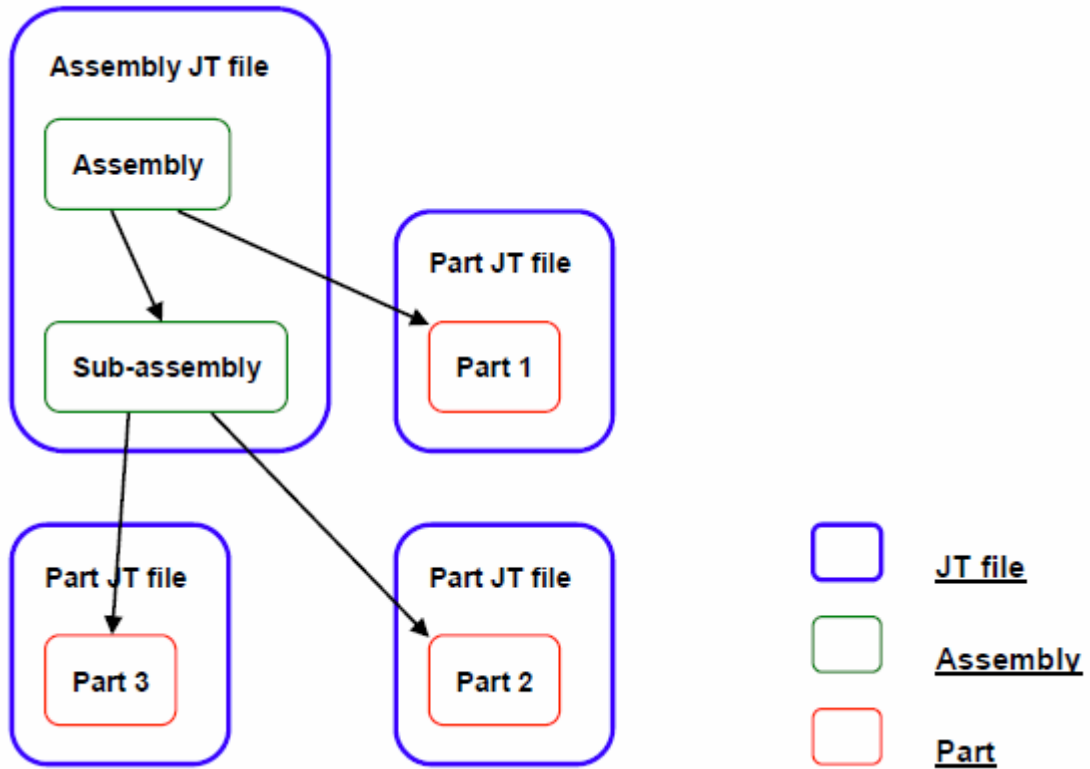 Assembly JT file
Assembly
Part JT file
Sub-assembly
Part 1
Part JT file
Part JT file
Part 3
Part 2
JT file
Assembly
Part